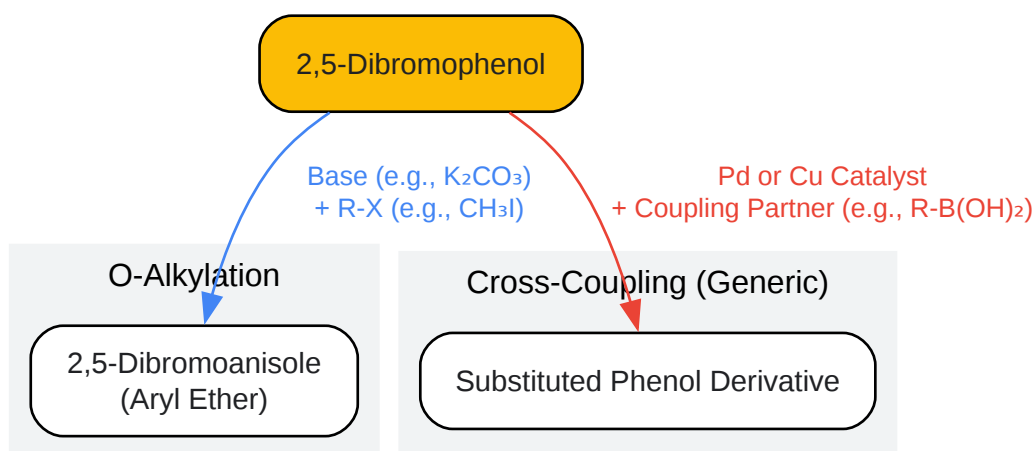 2,5-Dibromophenol
Base (e.g., K₂CO₃)
+ R-X (e.g., CH₃I)
Pd or Cu Catalyst
+ Coupling Partner (e.g., R-B(OH)₂)
O-Alkylation
Cross-Coupling (Generic)
2,5-Dibromoanisole
(Aryl Ether)
Substituted Phenol Derivative